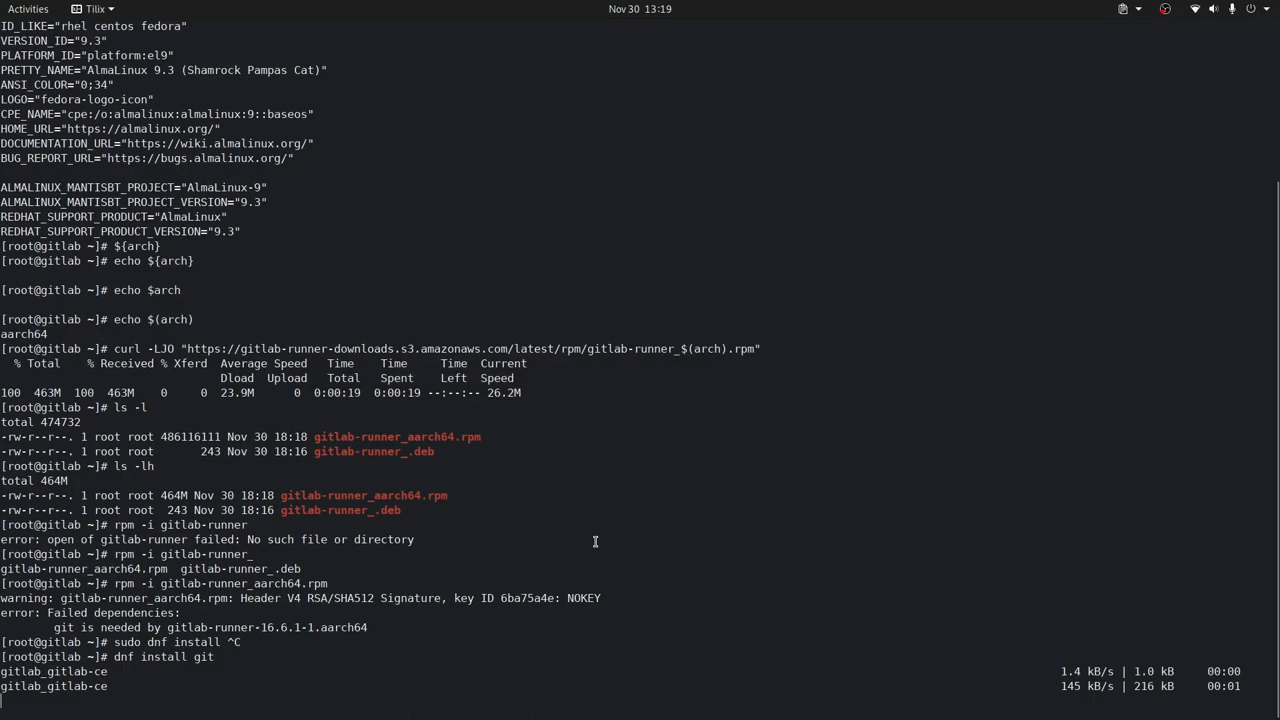 Activities Tilix Nov 30 13:19
ID_LIKE="rhel centos fedora"
VERSION_ID="9.3"
PLATFORM_ID="platform:el9"
PRETTY_NAME="AlmaLinux 9.3 (Shamrock Pampas Cat)"
ANSI_COLOR="0;34"
LOGO="fedora-logo-icon"
CPE_NAME="cpe:/o:almalinux:almalinux:9::baseos"
HOME_URL="https://almalinux.org/"
DOCUMENTATION_URL="https://wiki.almalinux.org/"
BUG_REPORT_URL="https://bugs.almalinux.org/"
ALMALINUX_MANTISBT_PROJECT="AlmaLinux-9"
ALMALINUX_MANTISBT_PROJECT_VERSION="9.3"
REDHAT_SUPPORT_PRODUCT="AlmaLinux"
REDHAT_SUPPORT_PRODUCT_VERSION="9.3"
[root@gitlab ~]# ${arch}
[root@gitlab ~]# echo ${arch}
[root@gitlab ~]# echo $arch
[root@gitlab ~]# echo $(arch)
aarch64
[root@gitlab ~]# curl -LJO "https://gitlab-runner-downloads.s3.amazonaws.com/latest/rpm/gitlab-runner_$(arch).rpm"
% Total % Received % Xferd Average Speed Time Time Time Current
Dload Upload Total Spent Left Speed
100 463M 100 463M 0 0 23.9M 0 0:00:19 0:00:19 --:--:-- 26.2M
[root@gitlab ~]# ls -l
total 474732
-rw-r--r--. 1 root root 486116111 Nov 30 18:18 gitlab-runner_aarch64.rpm
-rw-r--r--. 1 root root 243 Nov 30 18:16 gitlab-runner_.deb
[root@gitlab ~]# ls -lh
total 464M
-rw-r--r--. 1 root root 464M Nov 30 18:18 gitlab-runner_aarch64.rpm
-rw-r--r--. 1 root root 243 Nov 30 18:16 gitlab-runner_.deb
[root@gitlab ~]# rpm -i gitlab-runner
error: open of gitlab-runner failed: No such file or directory
[root@gitlab ~]# rpm -i gitlab-runner_
gitlab-runner_aarch64.rpm gitlab-runner_.deb
[root@gitlab ~]# rpm -i gitlab-runner_aarch64.rpm
warning: gitlab-runner_aarch64.rpm: Header V4 RSA/SHA512 Signature, key ID 6ba75a4e: NOKEY
error: Failed dependencies:
git is needed by gitlab-runner-16.6.1-1.aarch64
[root@gitlab ~]# sudo dnf install ^C
[root@gitlab ~]# dnf install git
gitlab_gitlab-ce 1.4 kB/s | 1.0 kB 00:00
gitlab_gitlab-ce 145 kB/s | 216 kB 00:01